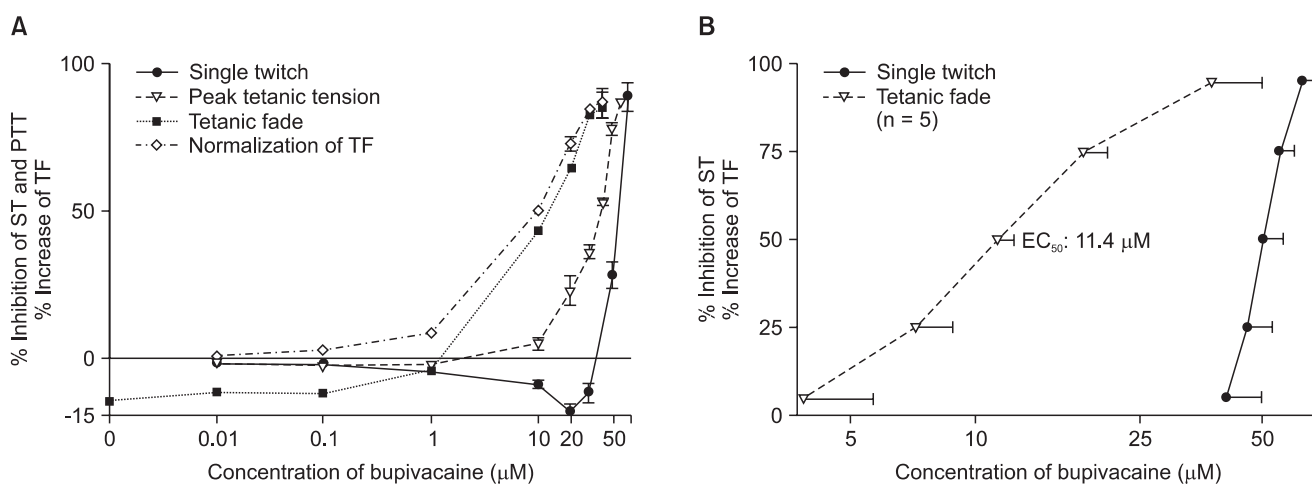 A
% Inhibition of ST and PTT
% Increase of TF
100
50
0
-15
Single twitch
Peak tetanic tension
Tetanic fade
Normalization of TF
0
0.01
0.1
1
10
20
50
Concentration of bupivacaine (μM)
B
% Inhibition of ST
% Increase of TF
100
75
50
25
0
Single twitch
Tetanic fade
(n = 5)
EC₅₀: 11.4 μM
5
10
25
50
Concentration of bupivacaine (μM)